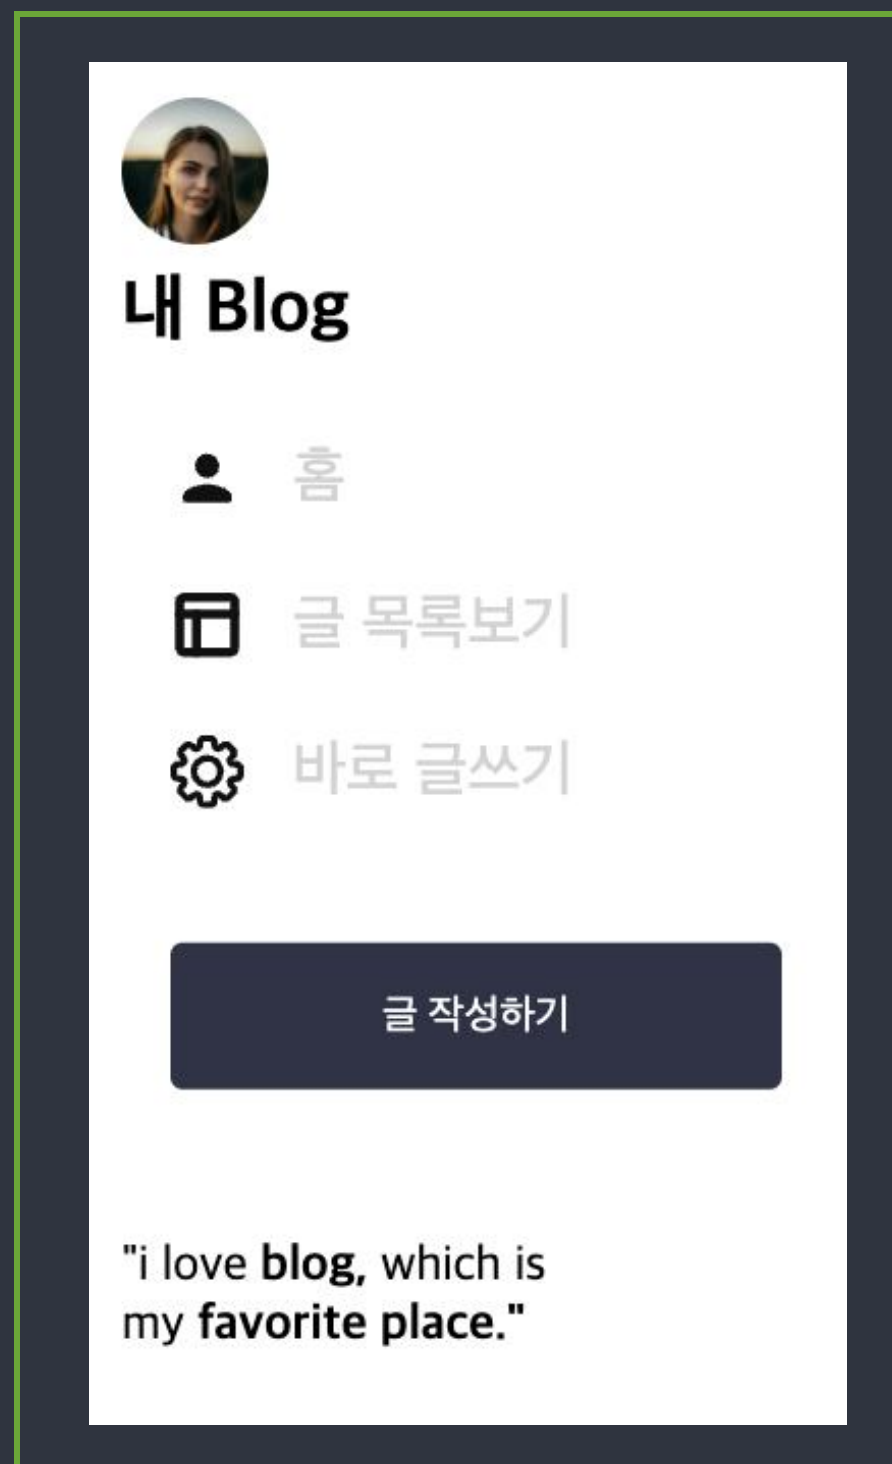 내 Blog
홈
글 목록보기
바로 글쓰기
글 작성하기
"i love blog, which is
my favorite place."